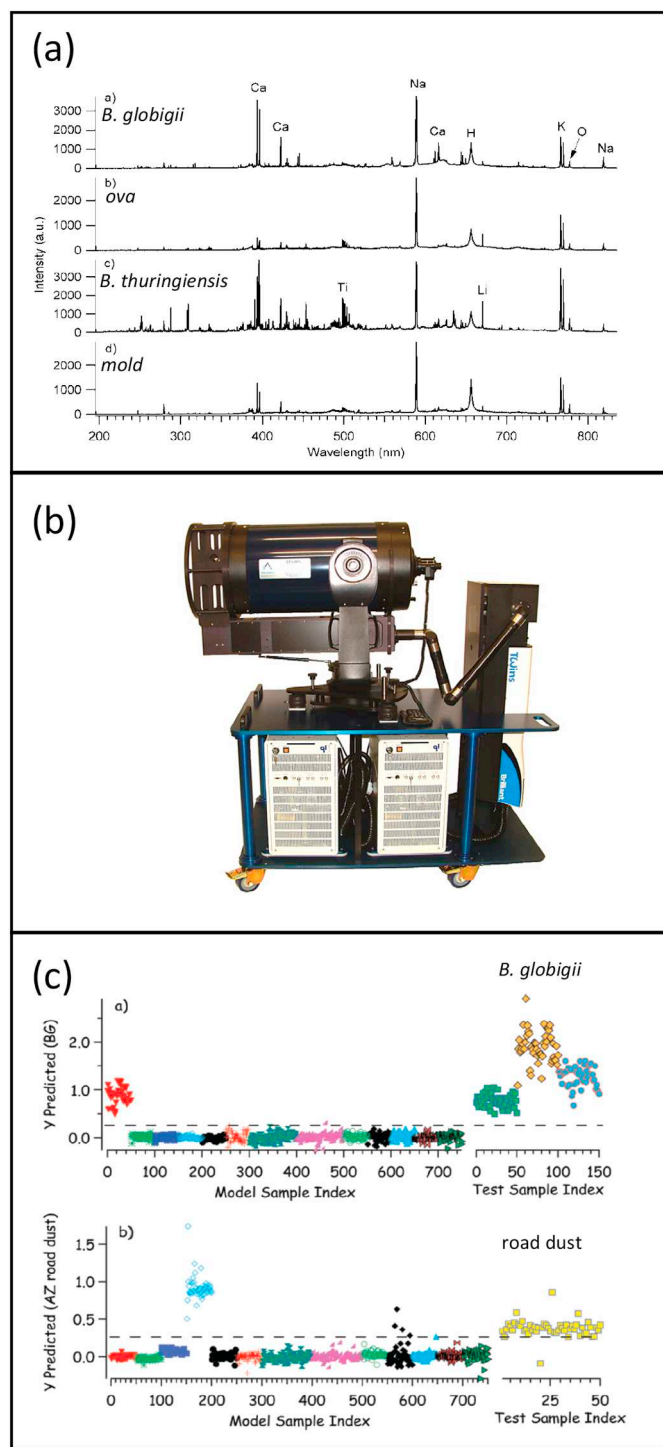 (a)
a)
B. globigii
Ca
Ca
Na
Ca
H
K
O
Na
3000
2000
1000
0
b)
ova
2000
1000
0
c)
B. thuringiensis
Ti
Li
3000
2000
1000
0
d)
mold
2000
1000
0
Intensity (a.u.)
200 300 400 500 600 700 800
Wavelength (nm)
(b)
TWins
Brilliant
(c)
B. globigii
a)
Y Predicted (BG)
2.0
1.0
0.0
0 100 200 300 400 500 600 700
Model Sample Index
0 50 100 150
Test Sample Index
b)
road dust
Y Predicted (AZ road dust)
1.5
1.0
0.5
0.0
0 100 200 300 400 500 600 700
Model Sample Index
25 50
Test Sample Index